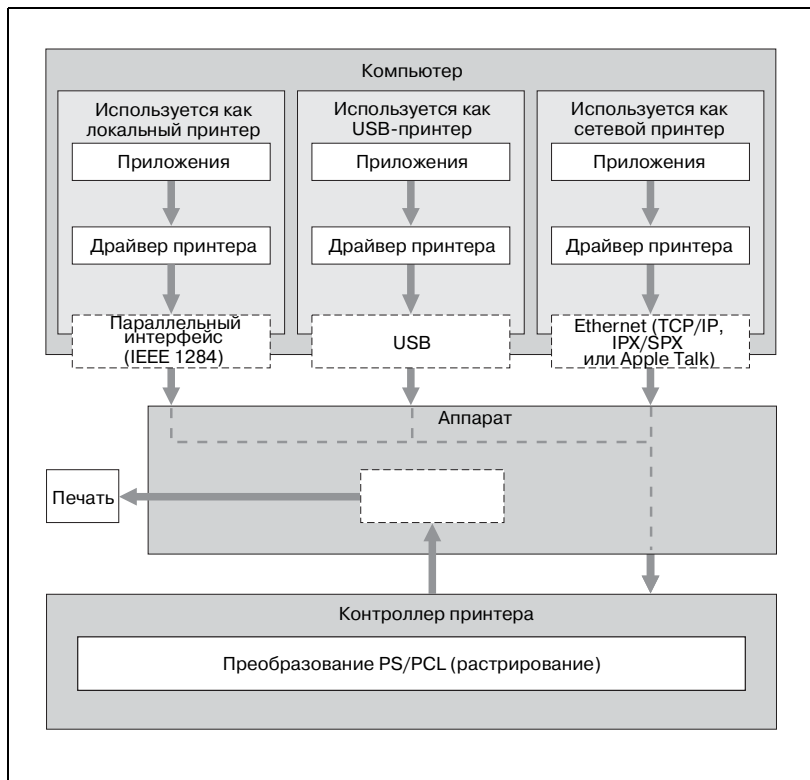 Компьютер
Используется как
локальный принтер
Приложения
Драйвер принтера
Параллельный
интерфейс
(IEEE 1284)
Используется как
USB-принтер
Приложения
Драйвер принтера
USB
Используется как
сетевой принтер
Приложения
Драйвер принтера
Ethernet (TCP/IP,
IPX/SPX
или Apple Talk)
Аппарат
Печать
Контроллер принтера
Преобразование PS/PCL (растрирование)